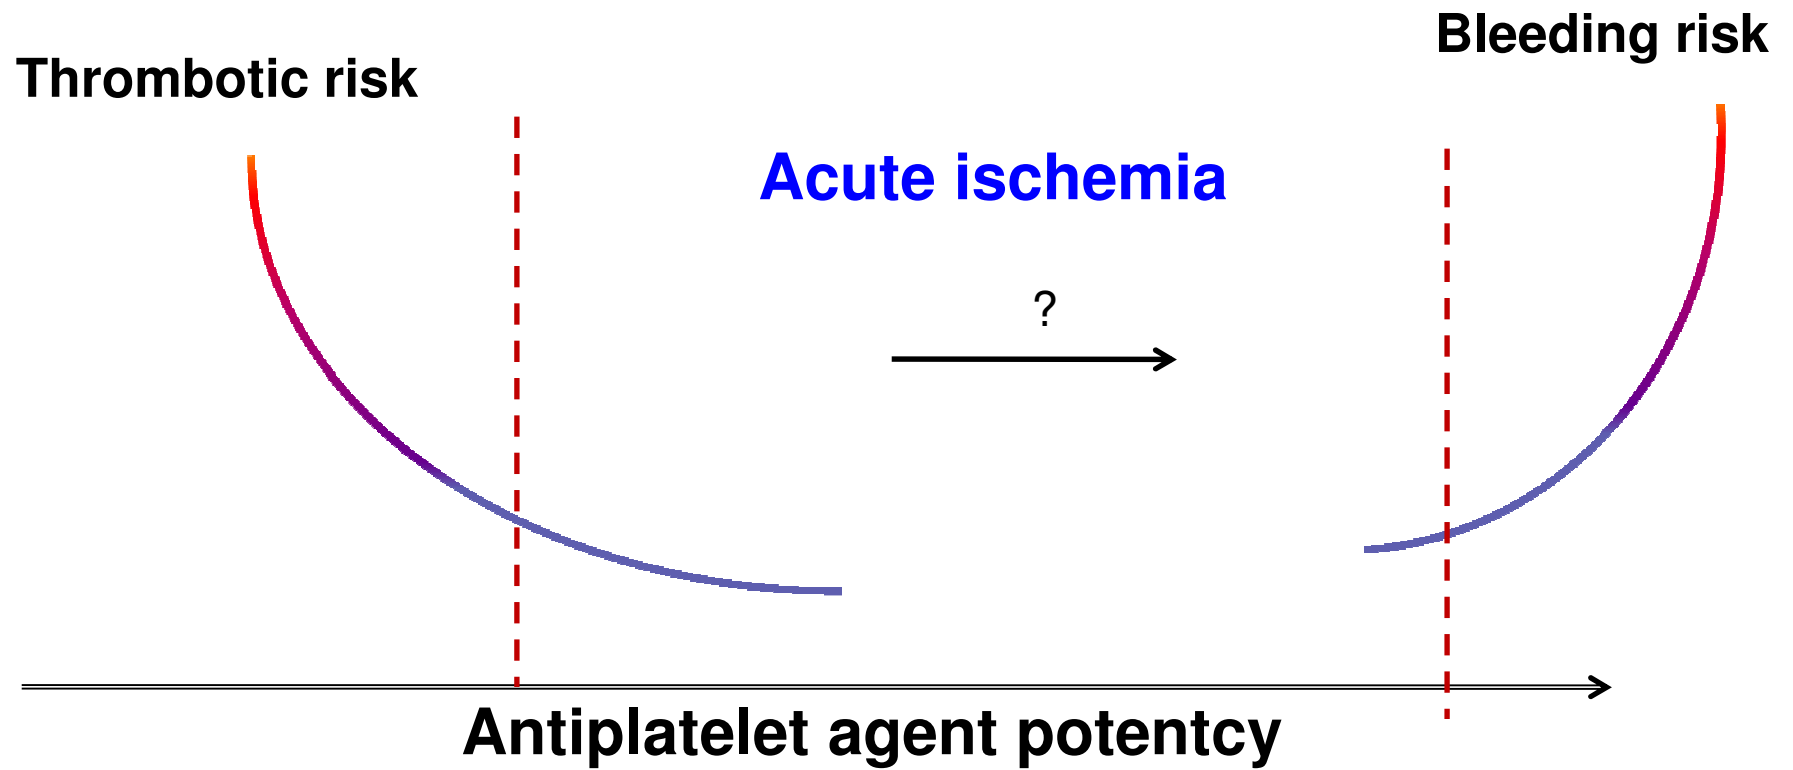 Bleeding risk
Thrombotic risk
Acute ischemia
?
Antiplatelet agent potentcy